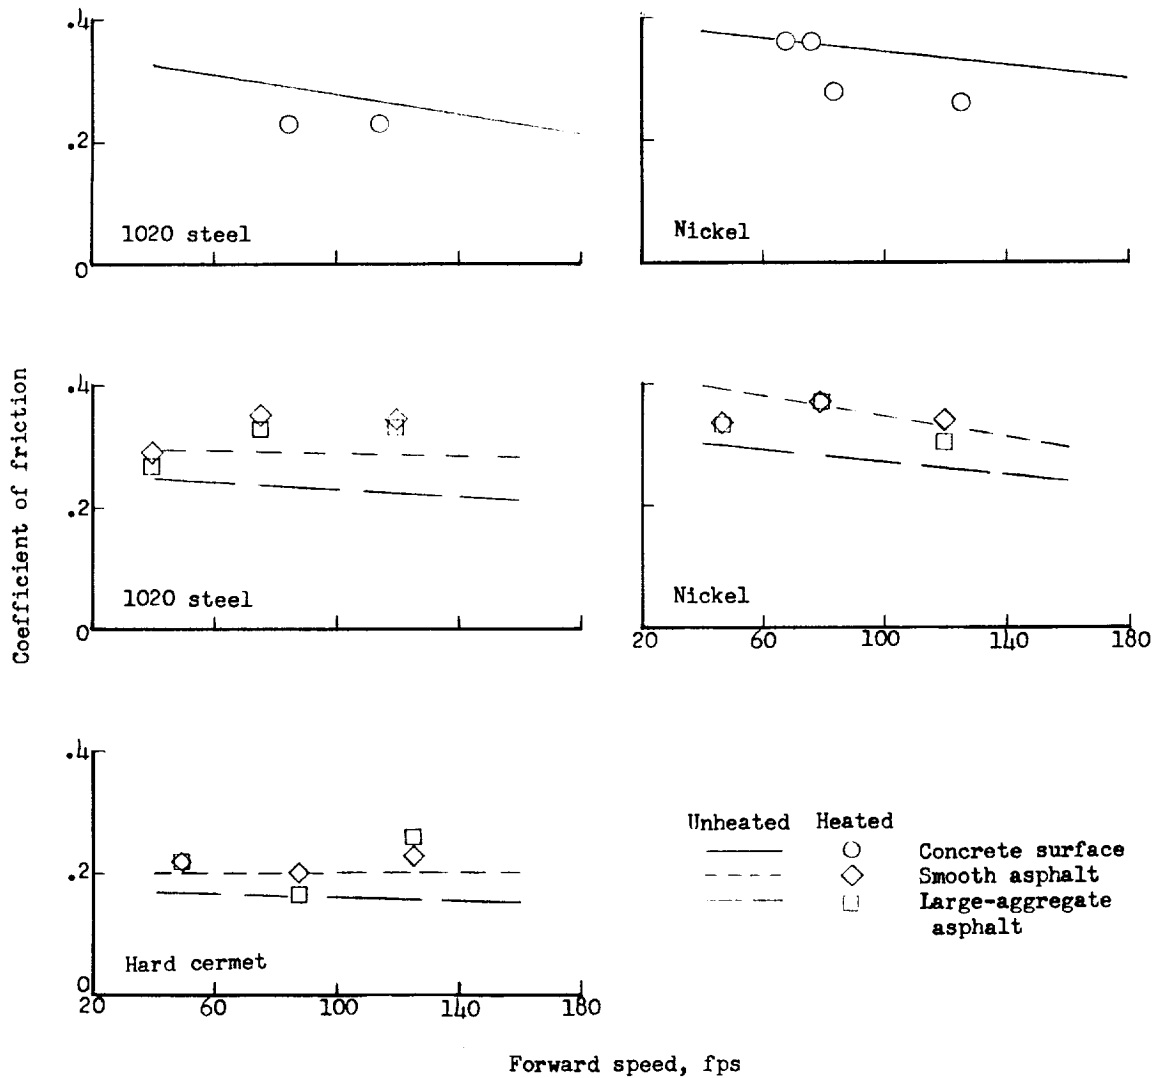 .4
.2
0
1020 steel
Nickel
Coefficient of friction
.4
.2
0
1020 steel
Nickel
20 60 100 140 180
.4
.2
0
Hard cermet
20 60 100 140 180
Unheated Heated
Concrete surface
Smooth asphalt
Large-aggregate
asphalt
Forward speed, fps